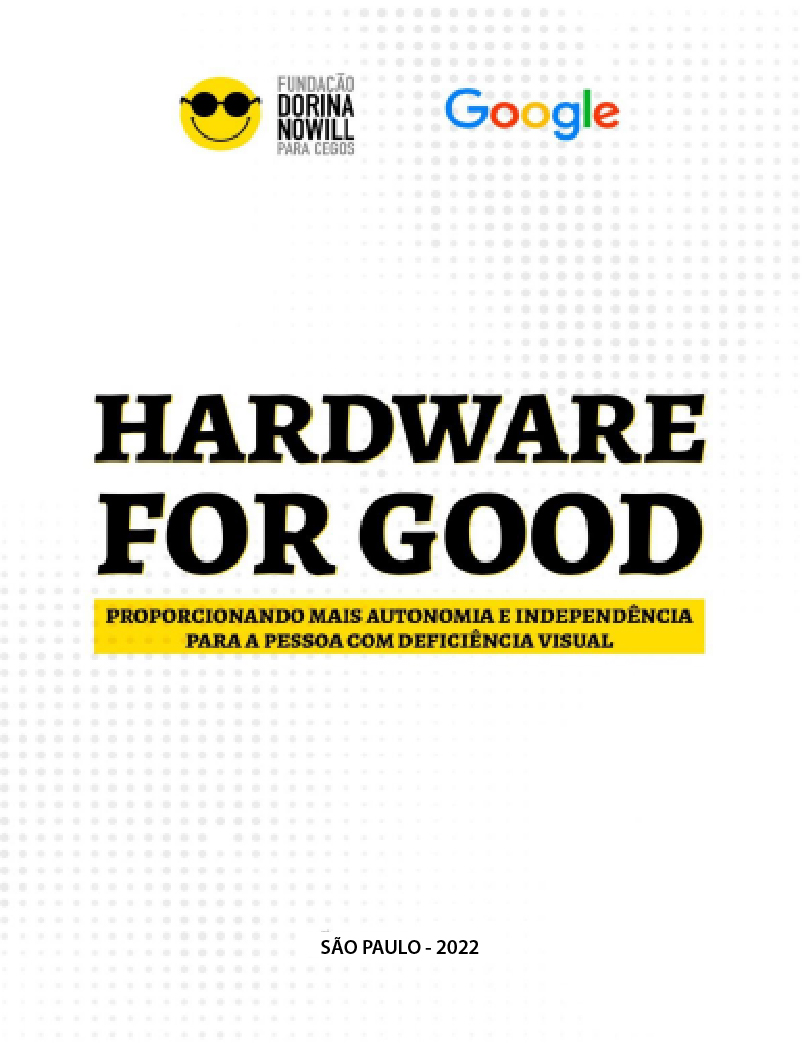 FUNDAÇÃO
DORINA
NOWILL
PARA CEGOS
Google
HARDWARE
FOR GOOD
PROPORCIONANDO MAIS AUTONOMIA E INDEPENDÊNCIA
PARA A PESSOA COM DEFICIÊNCIA VISUAL
SÃO PAULO - 2022